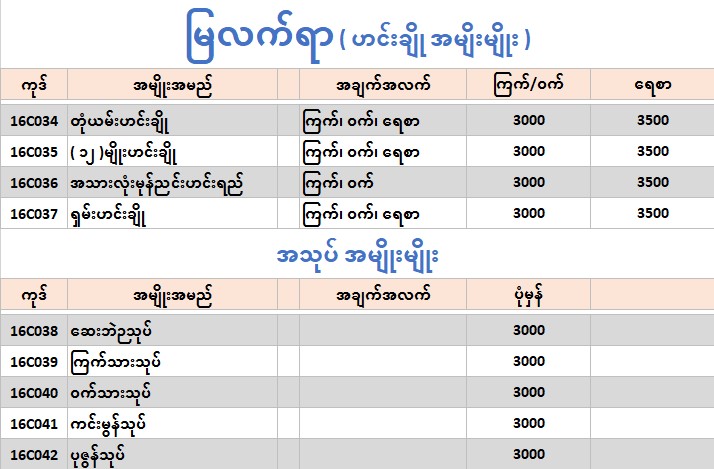 မြလက်ရာ ( ဟင်းချို အမျိုးမျိုး )
ကုဒ် အမျိုးအမည် အချက်အလက် ကြက်/ဝက် ရေစာ
16C034 တုံယမ်းဟင်းချို ကြက်၊ ဝက်၊ ရေစာ 3000 3500
16C035 ( ၁၂ )မျိုးဟင်းချို ကြက်၊ ဝက်၊ ရေစာ 3000 3500
16C036 အသားလုံးမုန်ညင်းဟင်းရည် ကြက်၊ ဝက် 3000 3500
16C037 ရှမ်းဟင်းချို ကြက်၊ ဝက်၊ ရေစာ 3000 3500
အသုပ် အမျိုးမျိုး
ကုဒ် အမျိုးအမည် အချက်အလက် ပုံမှန်
16C038 ဆေးဘဲဥသုပ် 3000
16C039 ကြက်သားသုပ် 3000
16C040 ဝက်သားသုပ် 3000
16C041 ကင်းမွန်သုပ် 3000
16C042 ပုဇွန်သုပ် 3000